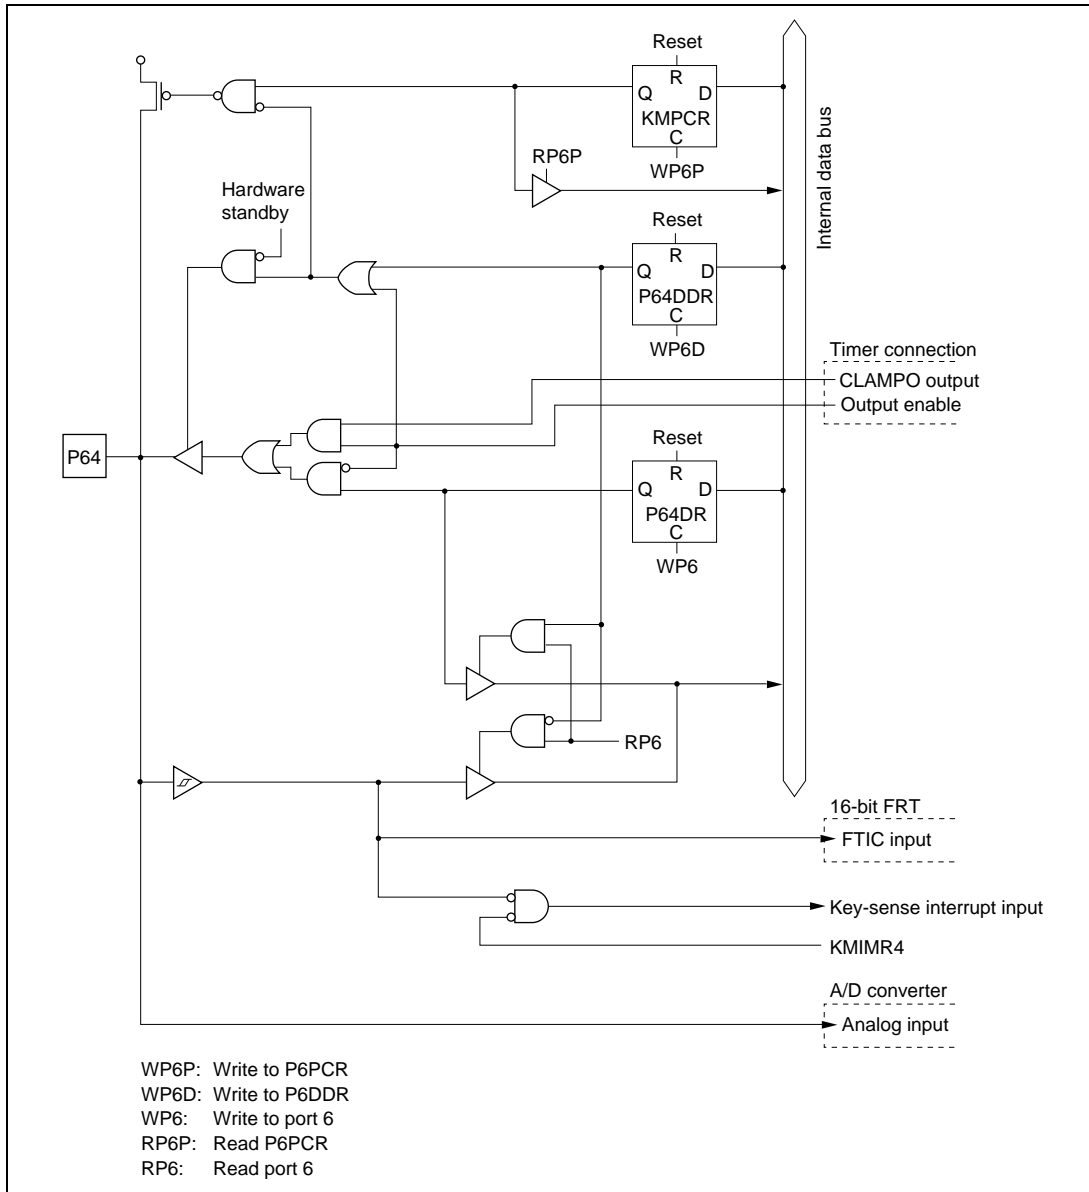 Reset
R
Q D
KMPCR
C
WP6P
RP6P
Hardware
standby
Internal data bus
Reset
R
Q D
P64DDR
C
WP6D
Timer connection
CLAMPO output
Output enable
P64
Reset
R
Q D
P64DR
C
WP6
RP6
16-bit FRT
FTIC input
Key-sense interrupt input
KMIMR4
A/D converter
Analog input
WP6P: Write to P6PCR
WP6D: Write to P6DDR
WP6: Write to port 6
RP6P: Read P6PCR
RP6: Read port 6